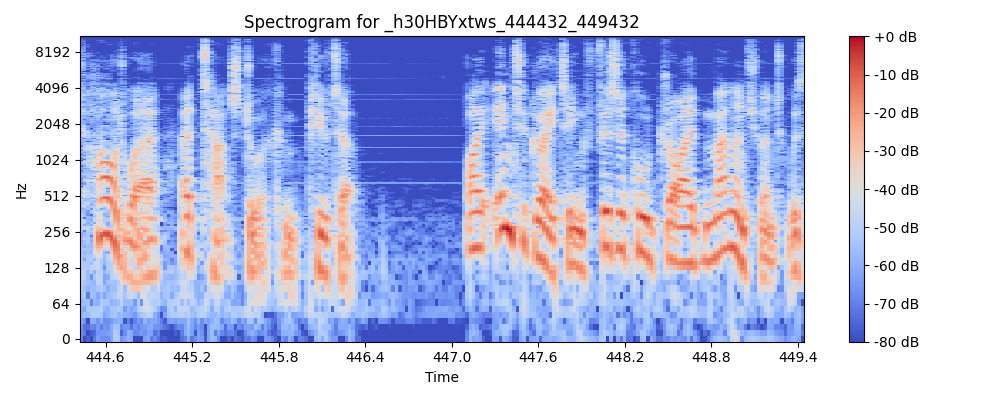 Spectrogram for _h30HBYxtws_444432_449432
8192
4096
2048
1024
512
256
128
64
0
Hz
444.6 445.2 445.8 446.4 447.0 447.6 448.2 448.8 449.4
Time
+0 dB
-10 dB
-20 dB
-30 dB
-40 dB
-50 dB
-60 dB
-70 dB
-80 dB